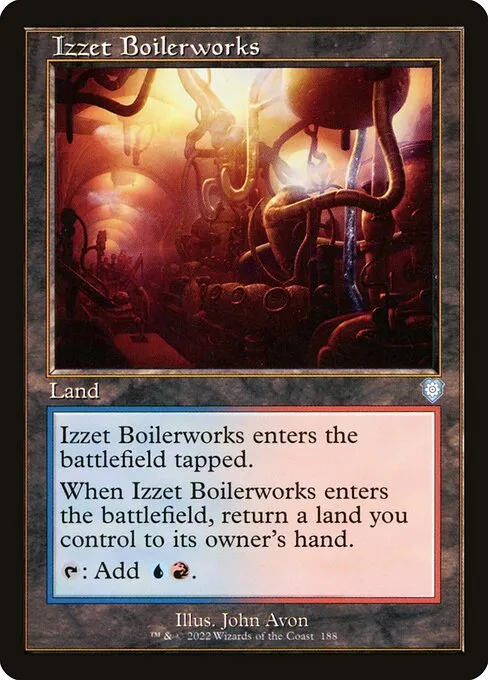 Izzet Boilerworks
Land
Izzet Boilerworks enters the
battlefield tapped.
When Izzet Boilerworks enters
the battlefield, return a land you
control to its owner's hand.
: Add .
Illus. John Avon
™ & © 2022 Wizards of the Coast 188